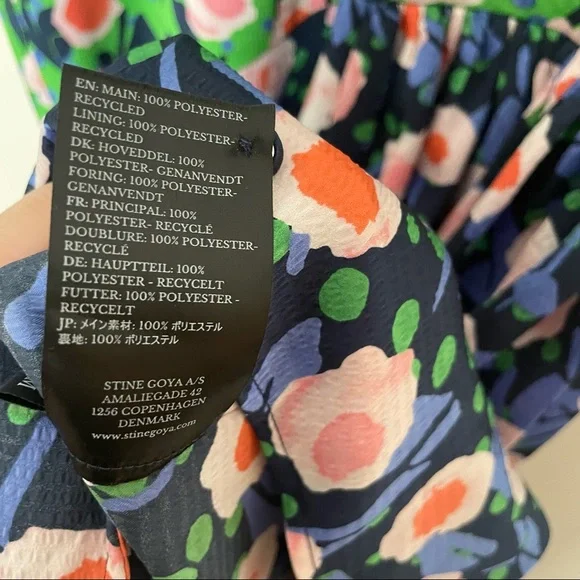 EN: MAIN: 100% POLYESTER-
RECYCLED
LINING: 100% POLYESTER-
RECYCLED
DK: HOVEDDEL: 100%
POLYESTER- GENANVENDT
FORING: 100% POLYESTER-
GENANVENDT
FR: PRINCIPAL: 100%
POLYESTER- RECYCLÉ
DOUBLURE: 100% POLYESTER-
RECYCLÉ
DE: HAUPTTEIL: 100%
POLYESTER - RECYCELT
FUTTER: 100% POLYESTER -
RECYCELT
JP: メイン素材: 100% ポリエステル
裏地: 100% ポリエステル
STINE GOYA A/S
AMALIEGADE 42
1256 COPENHAGEN
DENMARK
www.stinegoya.com